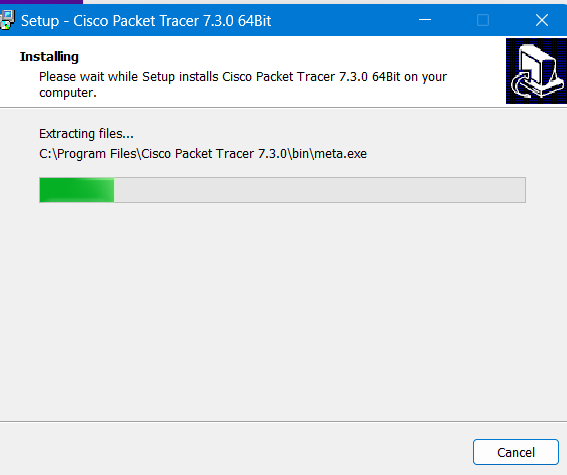 Setup - Cisco Packet Tracer 7.3.0 64Bit
Installing
Please wait while Setup installs Cisco Packet Tracer 7.3.0 64Bit on your
computer.
Extracting files...
C:\Program Files\Cisco Packet Tracer 7.3.0\bin\meta.exe
Cancel